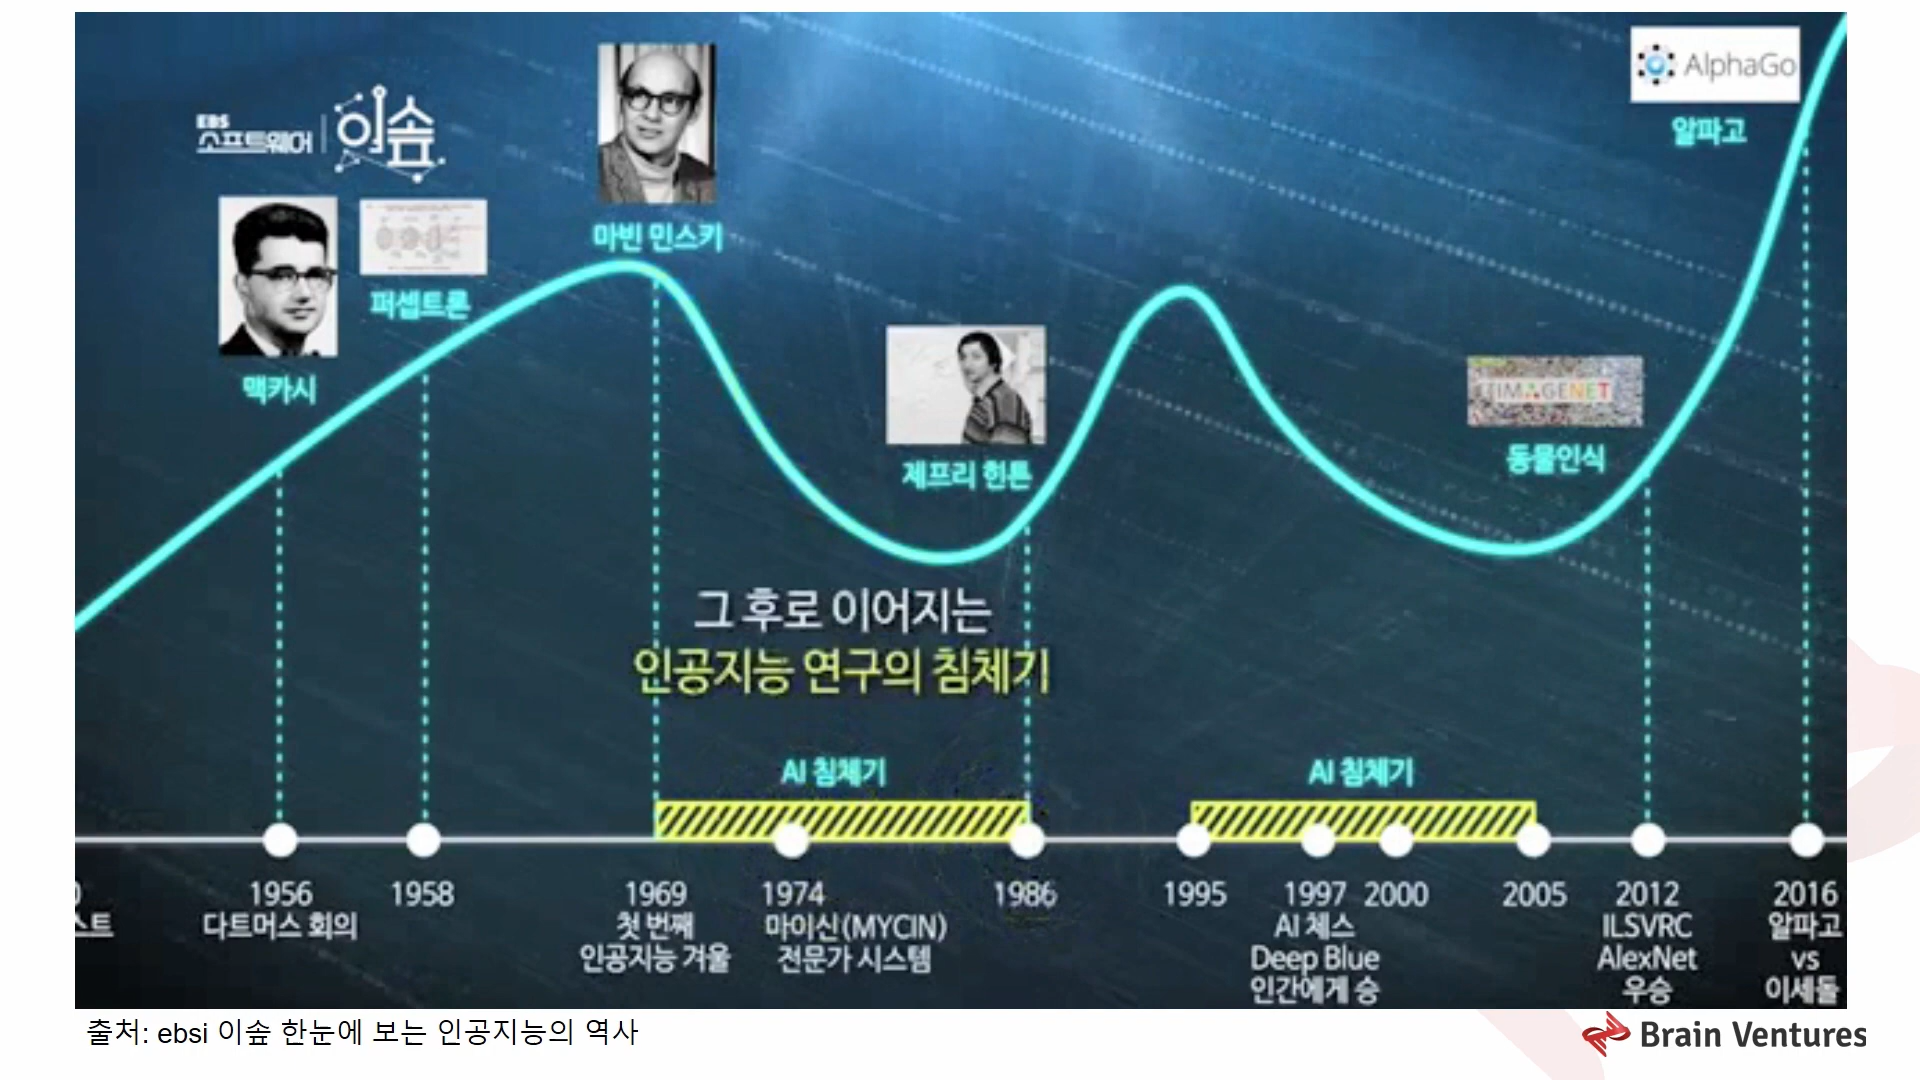 EBS
소프트웨어
이솦
AlphaGo
알파고
마빈 민스키
퍼셉트론
맥카시
제프리 힌튼
IMAGENET
동물인식
그 후로 이어지는
인공지능 연구의 침체기
AI 침체기
AI 침체기
1956
다트머스 회의
1958
1969
첫 번째
인공지능 겨울
1974
마이신(MYCIN)
전문가 시스템
1986
1995
1997
AI 체스
Deep Blue
인간에게 승
2000
2005
2012
ILSVRC
AlexNet
우승
2016
알파고
vs
이세돌
출처: ebsi 이솦 한눈에 보는 인공지능의 역사
Brain Ventures